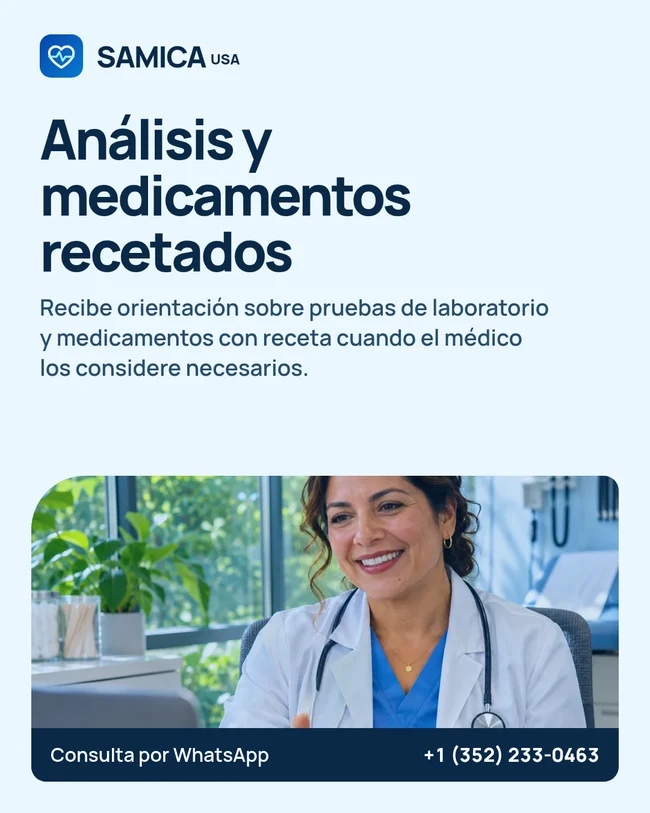 SAMICA USA
Análisis y
medicamentos
recetados
Recibe orientación sobre pruebas de laboratorio
y medicamentos con receta cuando el médico
los considere necesarios.
Consulta por WhatsApp +1 (352) 233-0463